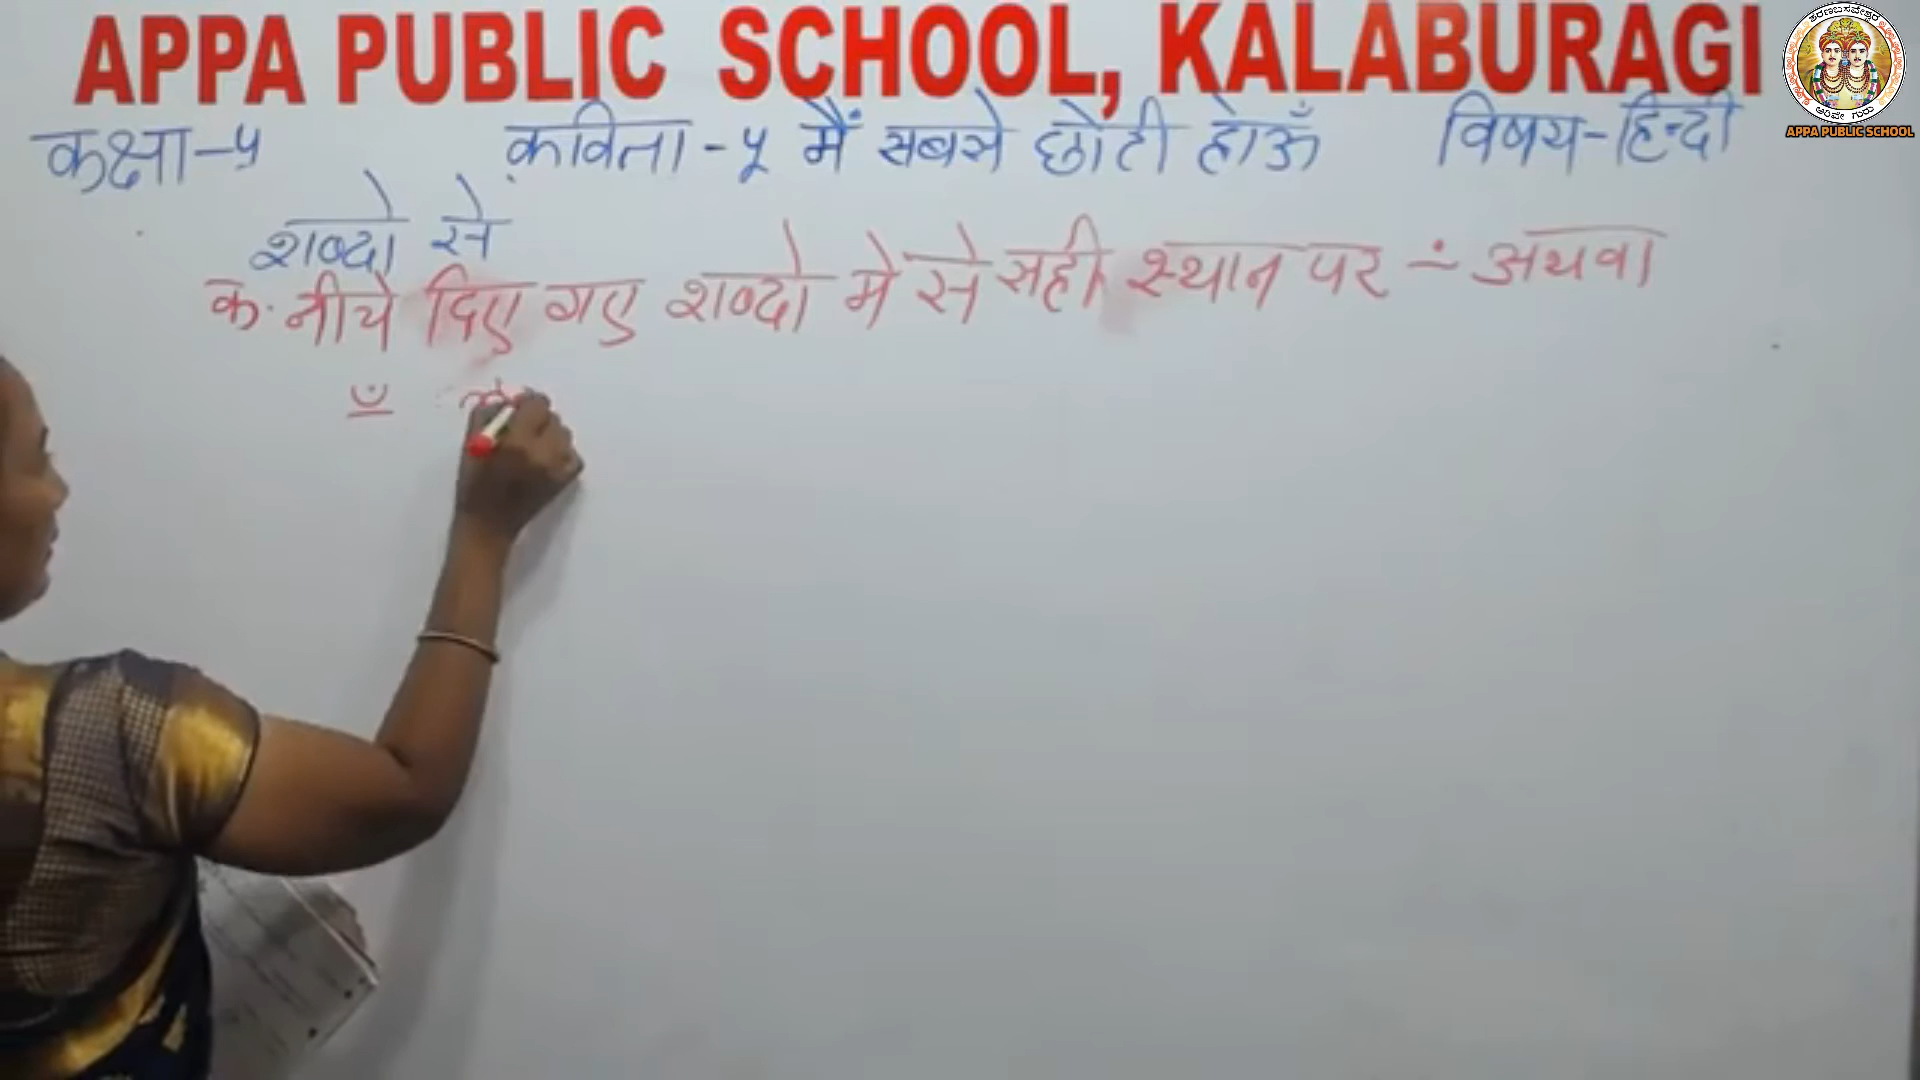 APPA PUBLIC SCHOOL, KALABURAGI
कक्षा-५ कविता-५ मैं सबसे छोटी होऊँ विषय-हिन्दी
शब्दो से
क. नीचे दिए गए शब्दो मे से सही स्थान पर ∸ अथवा
ँ
APPA PUBLIC SCHOOL